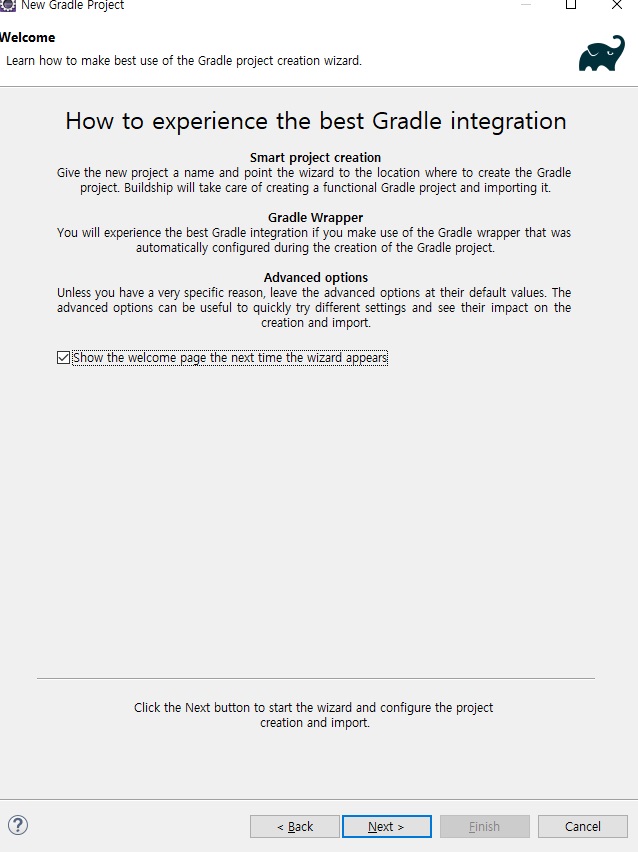 New Gradle Project
Welcome
Learn how to make best use of the Gradle project creation wizard.
How to experience the best Gradle integration
Smart project creation
Give the new project a name and point the wizard to the location where to create the Gradle
project. Buildship will take care of creating a functional Gradle project and importing it.
Gradle Wrapper
You will experience the best Gradle integration if you make use of the Gradle wrapper that was
automatically configured during the creation of the Gradle project.
Advanced options
Unless you have a very specific reason, leave the advanced options at their default values. The
advanced options can be useful to quickly try different settings and see their impact on the
creation and import.
Show the welcome page the next time the wizard appears
Click the Next button to start the wizard and configure the project
creation and import.
? < Back Next > Finish Cancel